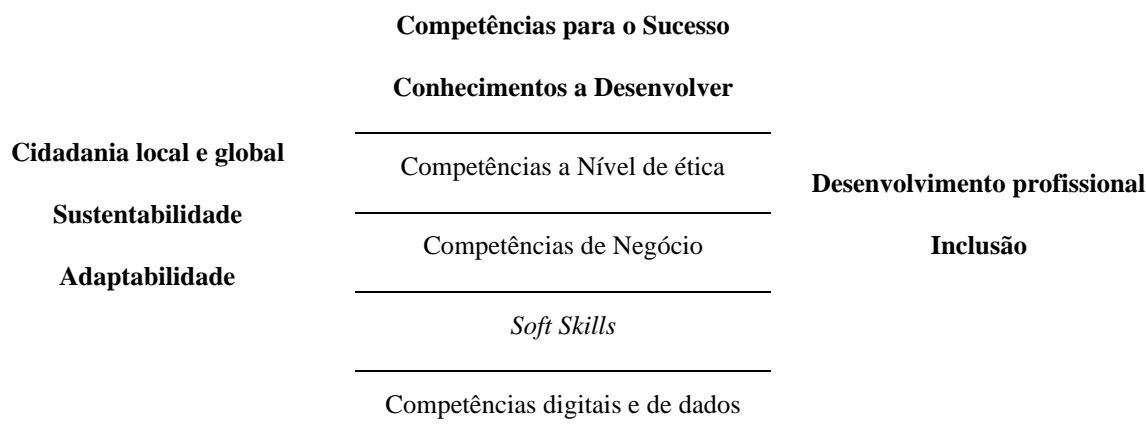 Competências para o Sucesso
Conhecimentos a Desenvolver
Cidadania local e global
Sustentabilidade
Adaptabilidade
Competências a Nível de ética
Competências de Negócio
Soft Skills
Competências digitais e de dados
Desenvolvimento profissional
Inclusão